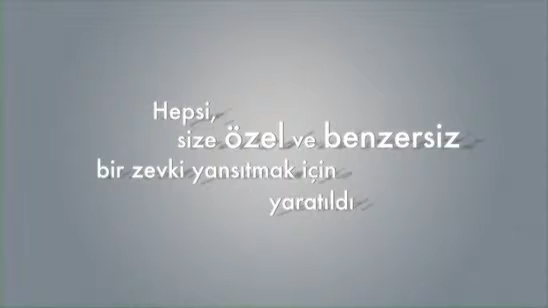 Hepsi,
size özel ve benzersiz
bir zevki yansıtmak için
yaratıldı